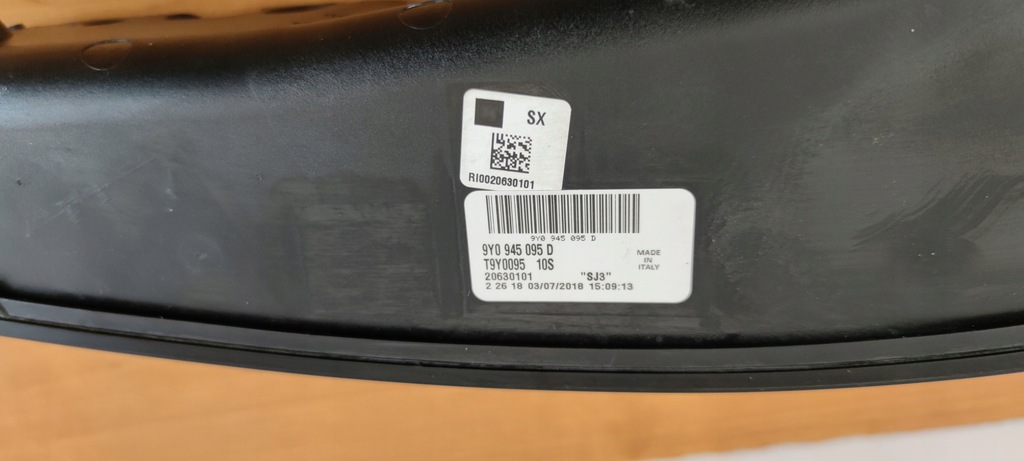 SX
RI0020630101
9Y0 945 095 D
9Y0 945 095 D
T9Y0095 10S
20630101 "SJ3"
2 26 18 03/07/2018 15:09:13
MADE
IN
ITALY